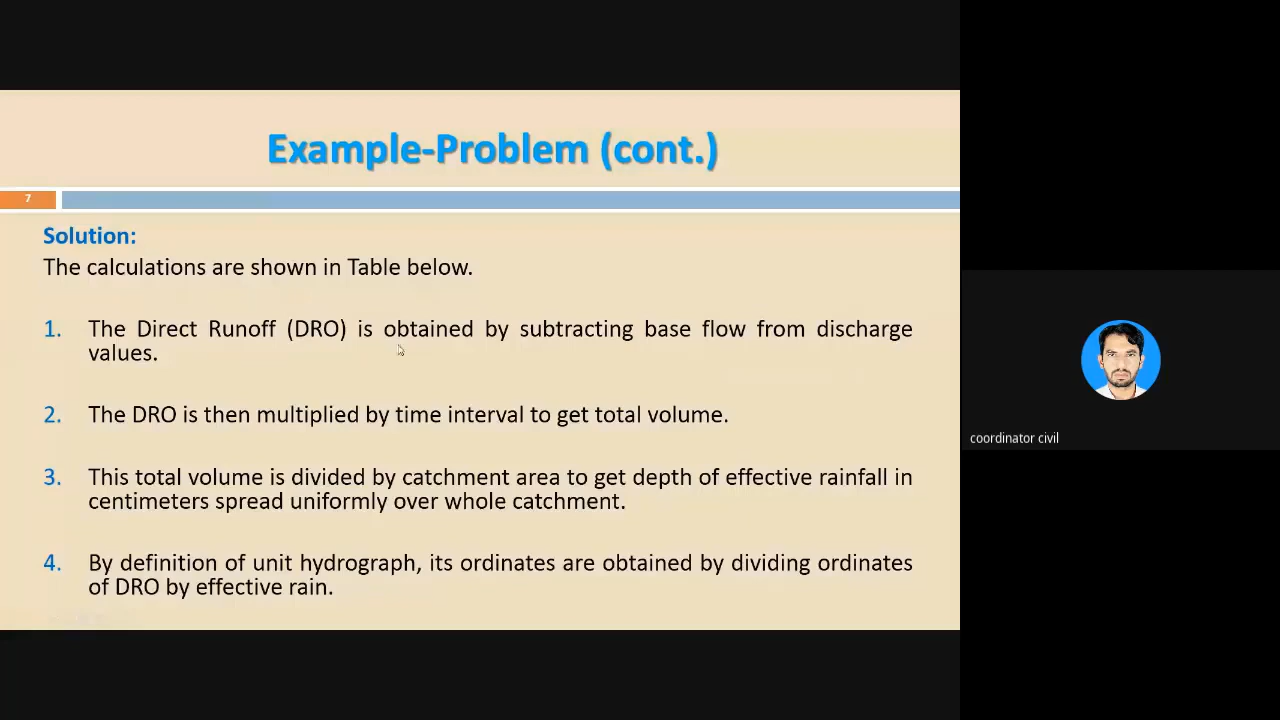 Example-Problem (cont.)
7
Solution:
The calculations are shown in Table below.
1. The Direct Runoff (DRO) is obtained by subtracting base flow from discharge
values.
2. The DRO is then multiplied by time interval to get total volume.
3. This total volume is divided by catchment area to get depth of effective rainfall in
centimeters spread uniformly over whole catchment.
4. By definition of unit hydrograph, its ordinates are obtained by dividing ordinates
of DRO by effective rain.
coordinator civil